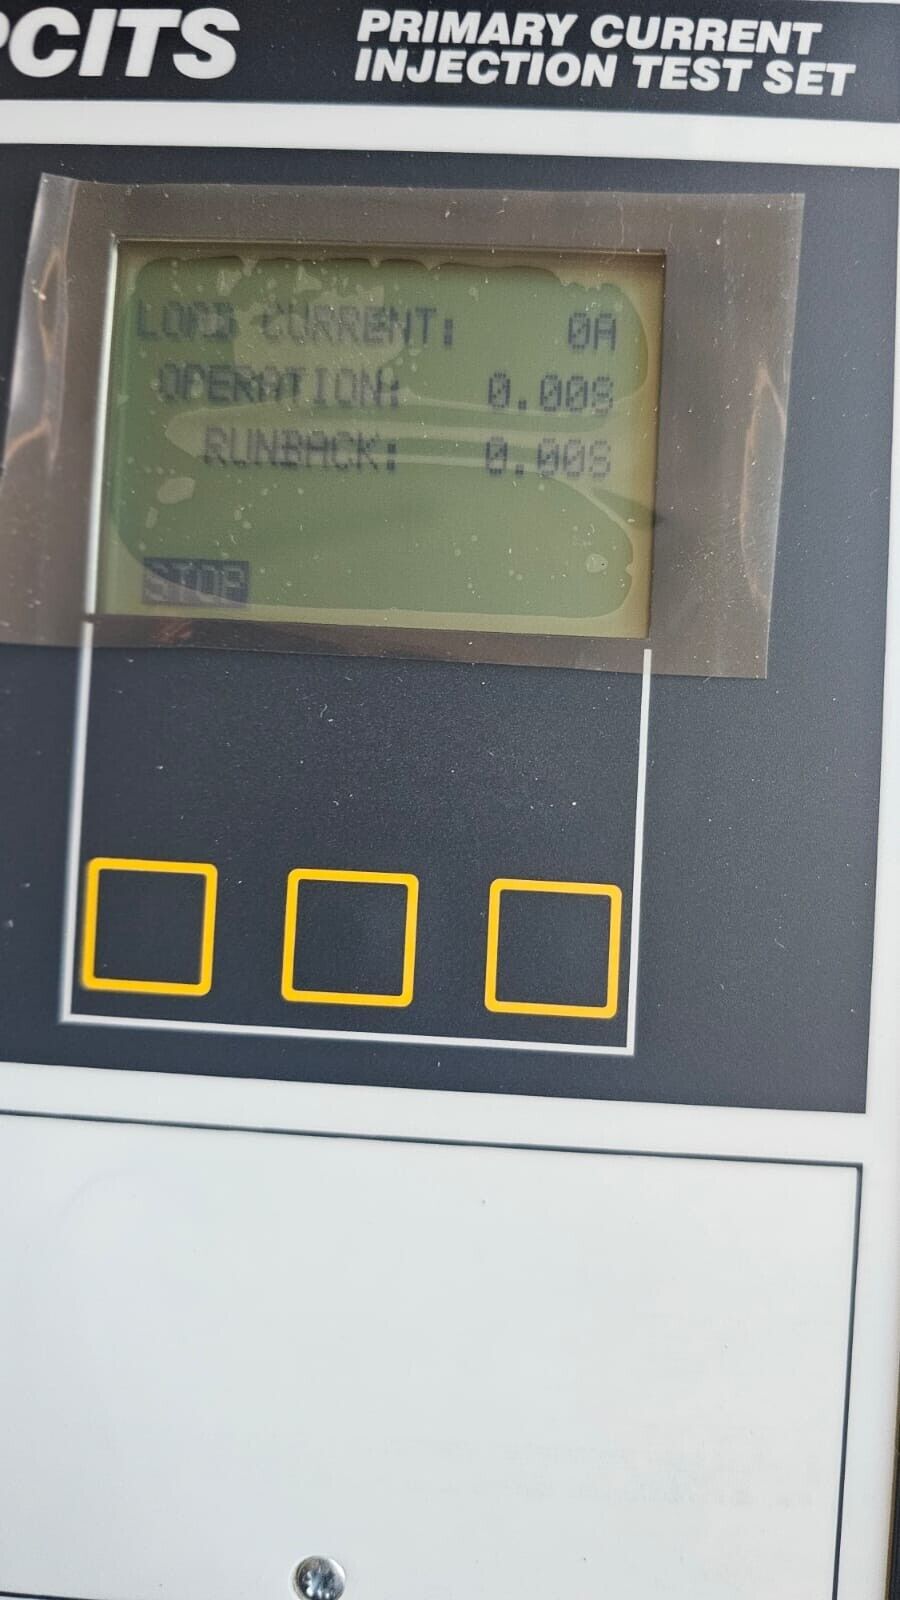 PCITS
PRIMARY CURRENT
INJECTION TEST SET
LOAD CURRENT: 0A
OPERATION: 0.00S
RUNBACK: 0.00S
STOP